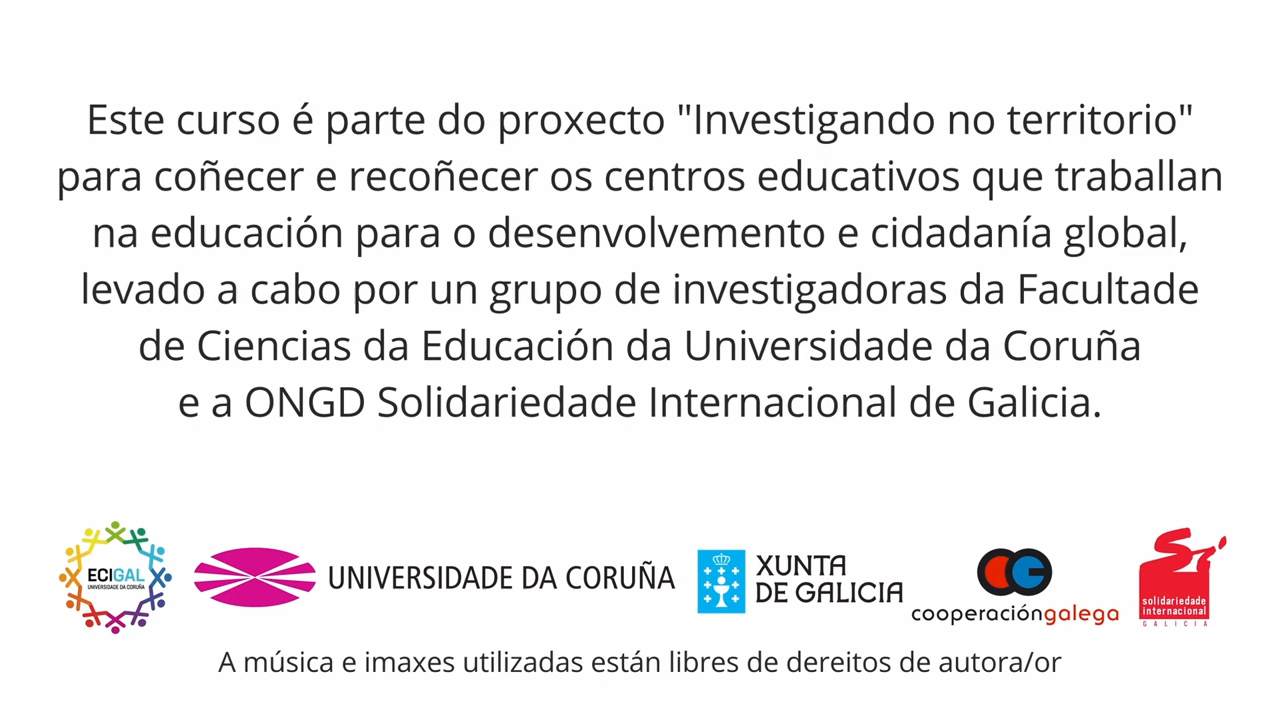 Este curso é parte do proxecto "Investigando no territorio"
para coñecer e recoñecer os centros educativos que traballan
na educación para o desenvolvemento e cidadanía global,
levado a cabo por un grupo de investigadoras da Facultade
de Ciencias da Educación da Universidade da Coruña
e a ONGD Solidariedade Internacional de Galicia.
ECIGAL
UNIVERSIDADE DA CORUÑA
UNIVERSIDADE DA CORUÑA
XUNTA
DE GALICIA
cooperacióngalega
Si
solidariedade
internacional
GALICIA
A música e imaxes utilizadas están libres de dereitos de autora/or